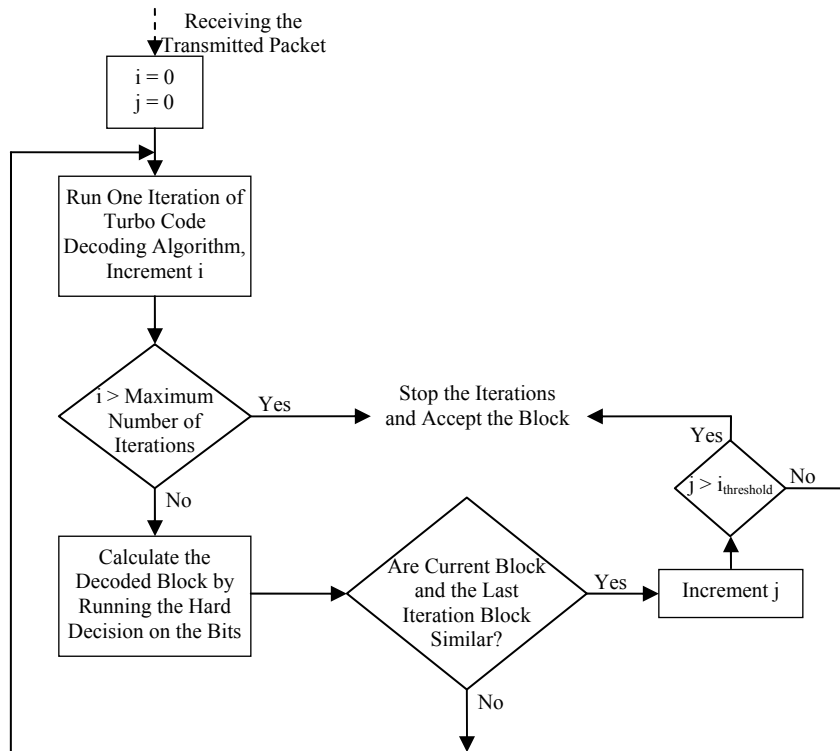 Receiving the
Transmitted Packet
i = 0
j = 0
Run One Iteration of
Turbo Code
Decoding Algorithm,
Increment i
i > Maximum
Number of
Iterations
Yes
No
Stop the Iterations
and Accept the Block
Yes
j > i_threshold
No
Calculate the
Decoded Block by
Running the Hard
Decision on the Bits
Are Current Block
and the Last
Iteration Block
Similar?
Yes
Increment j
No